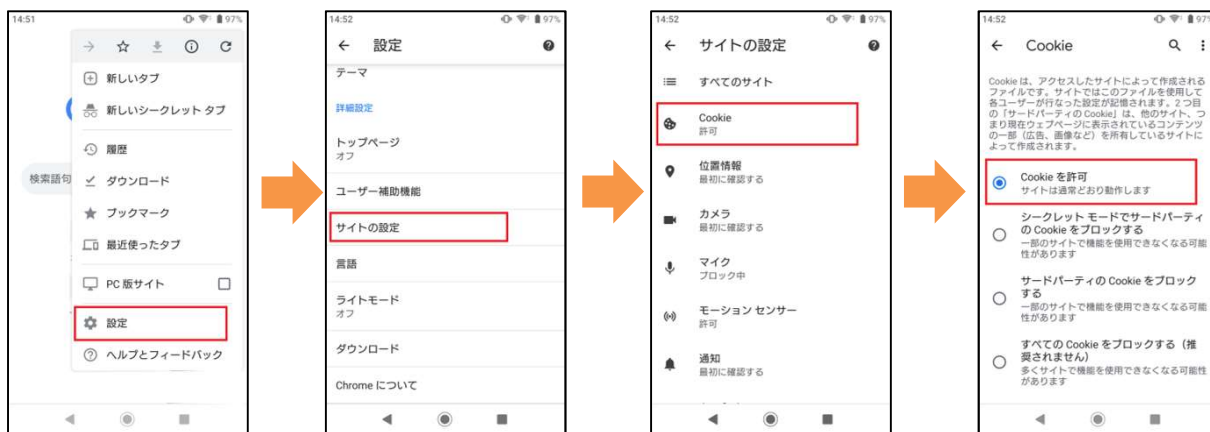 14:51
97%
新しいタブ
新しいシークレット タブ
履歴
検索語句
ダウンロード
ブックマーク
最近使ったタブ
PC 版サイト
設定
ヘルプとフィードバック
14:52
97%
設定
テーマ
詳細設定
トップページ
オフ
ユーザー補助機能
サイトの設定
言語
ライトモード
オフ
ダウンロード
Chrome について
14:52
97%
サイトの設定
すべてのサイト
Cookie
許可
位置情報
最初に確認する
カメラ
最初に確認する
マイク
ブロック中
モーション センサー
許可
通知
最初に確認する
14:52
97%
Cookie
Cookie は、アクセスしたサイトによって作成される
ファイルです。サイトではこのファイルを使用して
各ユーザーが行なった設定が記憶されます。2 つ目
の「サードパーティの Cookie」は、他のサイト、つ
まり現在ウェブページに表示されているコンテンツ
の一部（広告、画像など）を所有しているサイトに
よって作成されます。
Cookie を許可
サイトは通常どおり動作します
シークレット モードでサードパーティ
の Cookie をブロックする
一部のサイトで機能を使用できなくなる可能
性があります
サードパーティの Cookie をブロック
する
一部のサイトで機能を使用できなくなる可能
性があります
すべての Cookie をブロックする（推
奨されません）
多くサイトで機能を使用できなくなる可能性
があります